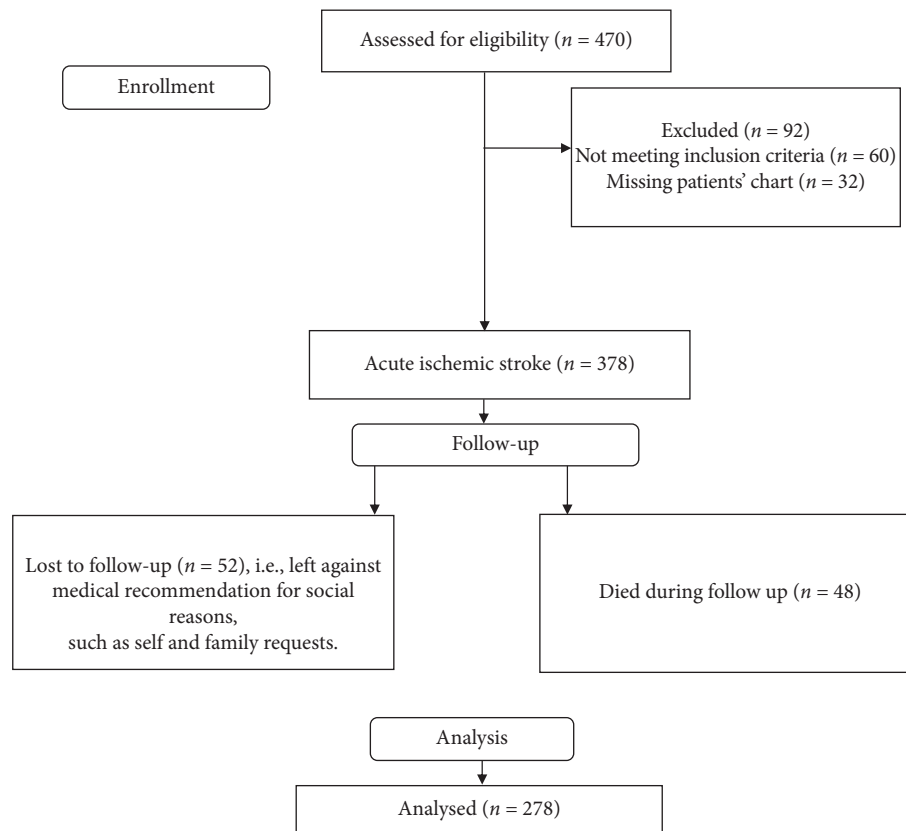 Assessed for eligibility (n = 470)
Enrollment
Excluded (n = 92)
Not meeting inclusion criteria (n = 60)
Missing patients’ chart (n = 32)
Acute ischemic stroke (n = 378)
Follow-up
Lost to follow-up (n = 52), i.e., left against
medical recommendation for social
reasons,
such as self and family requests.
Died during follow up (n = 48)
Analysis
Analysed (n = 278)